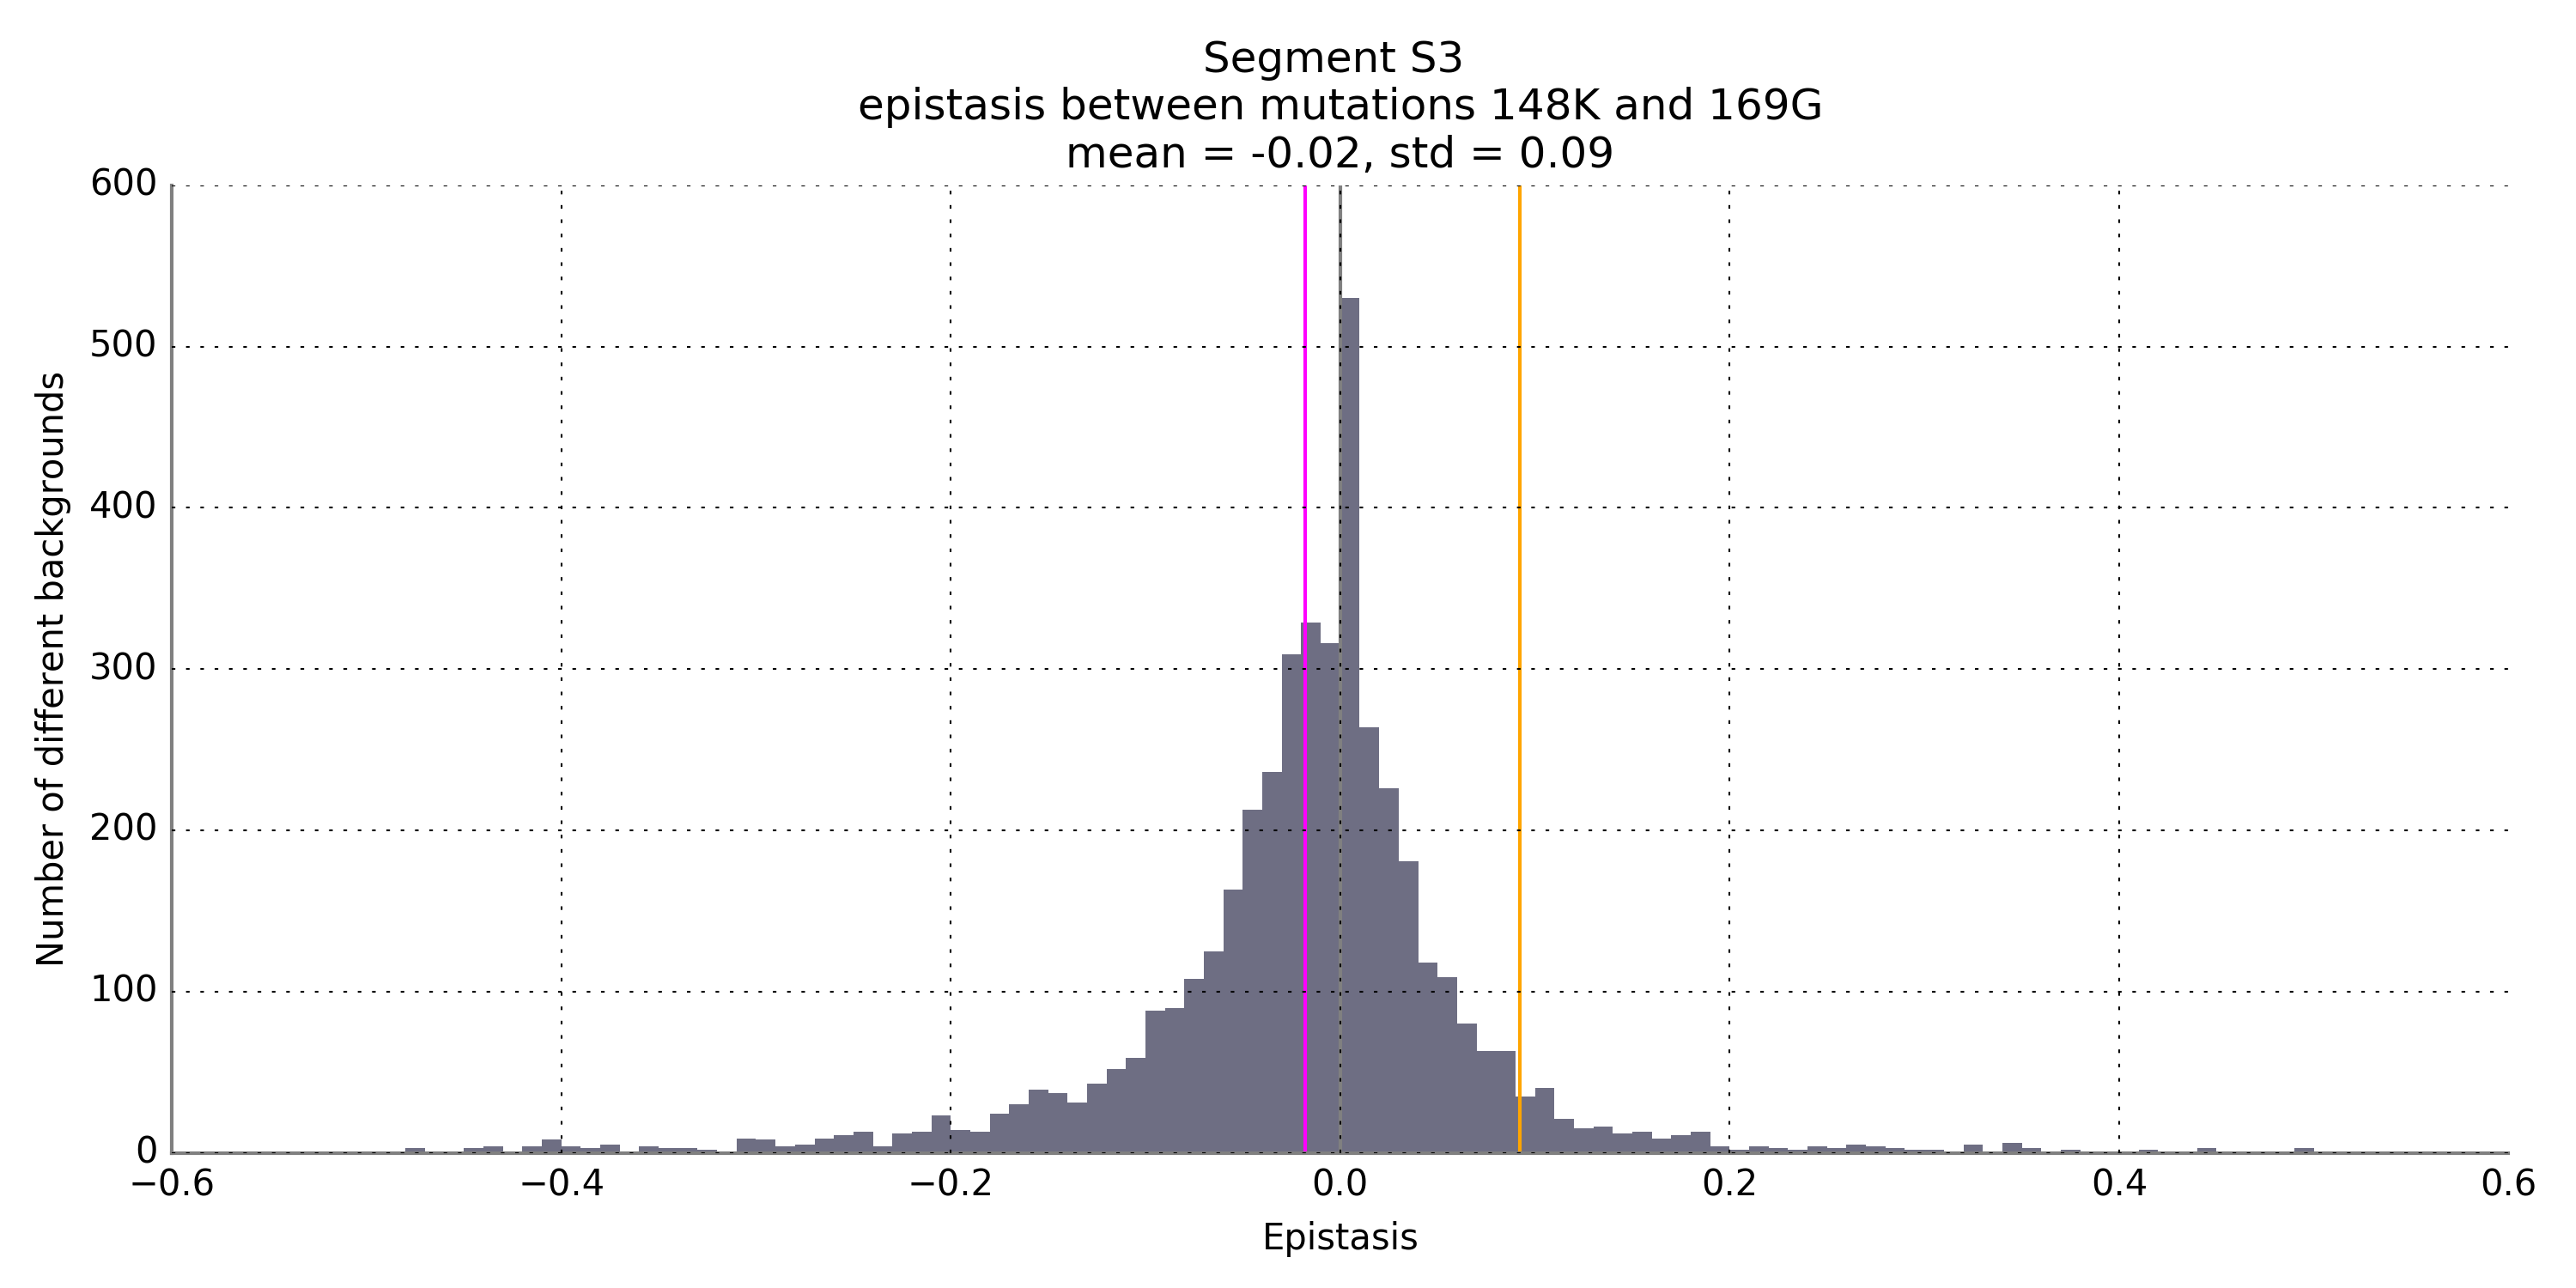 Segment S3
epistasis between mutations 148K and 169G
mean = -0.02, std = 0.09
600
500
400
300
200
100
0
Number of different backgrounds
−0.6
−0.4
−0.2
0.0
0.2
0.4
0.6
Epistasis